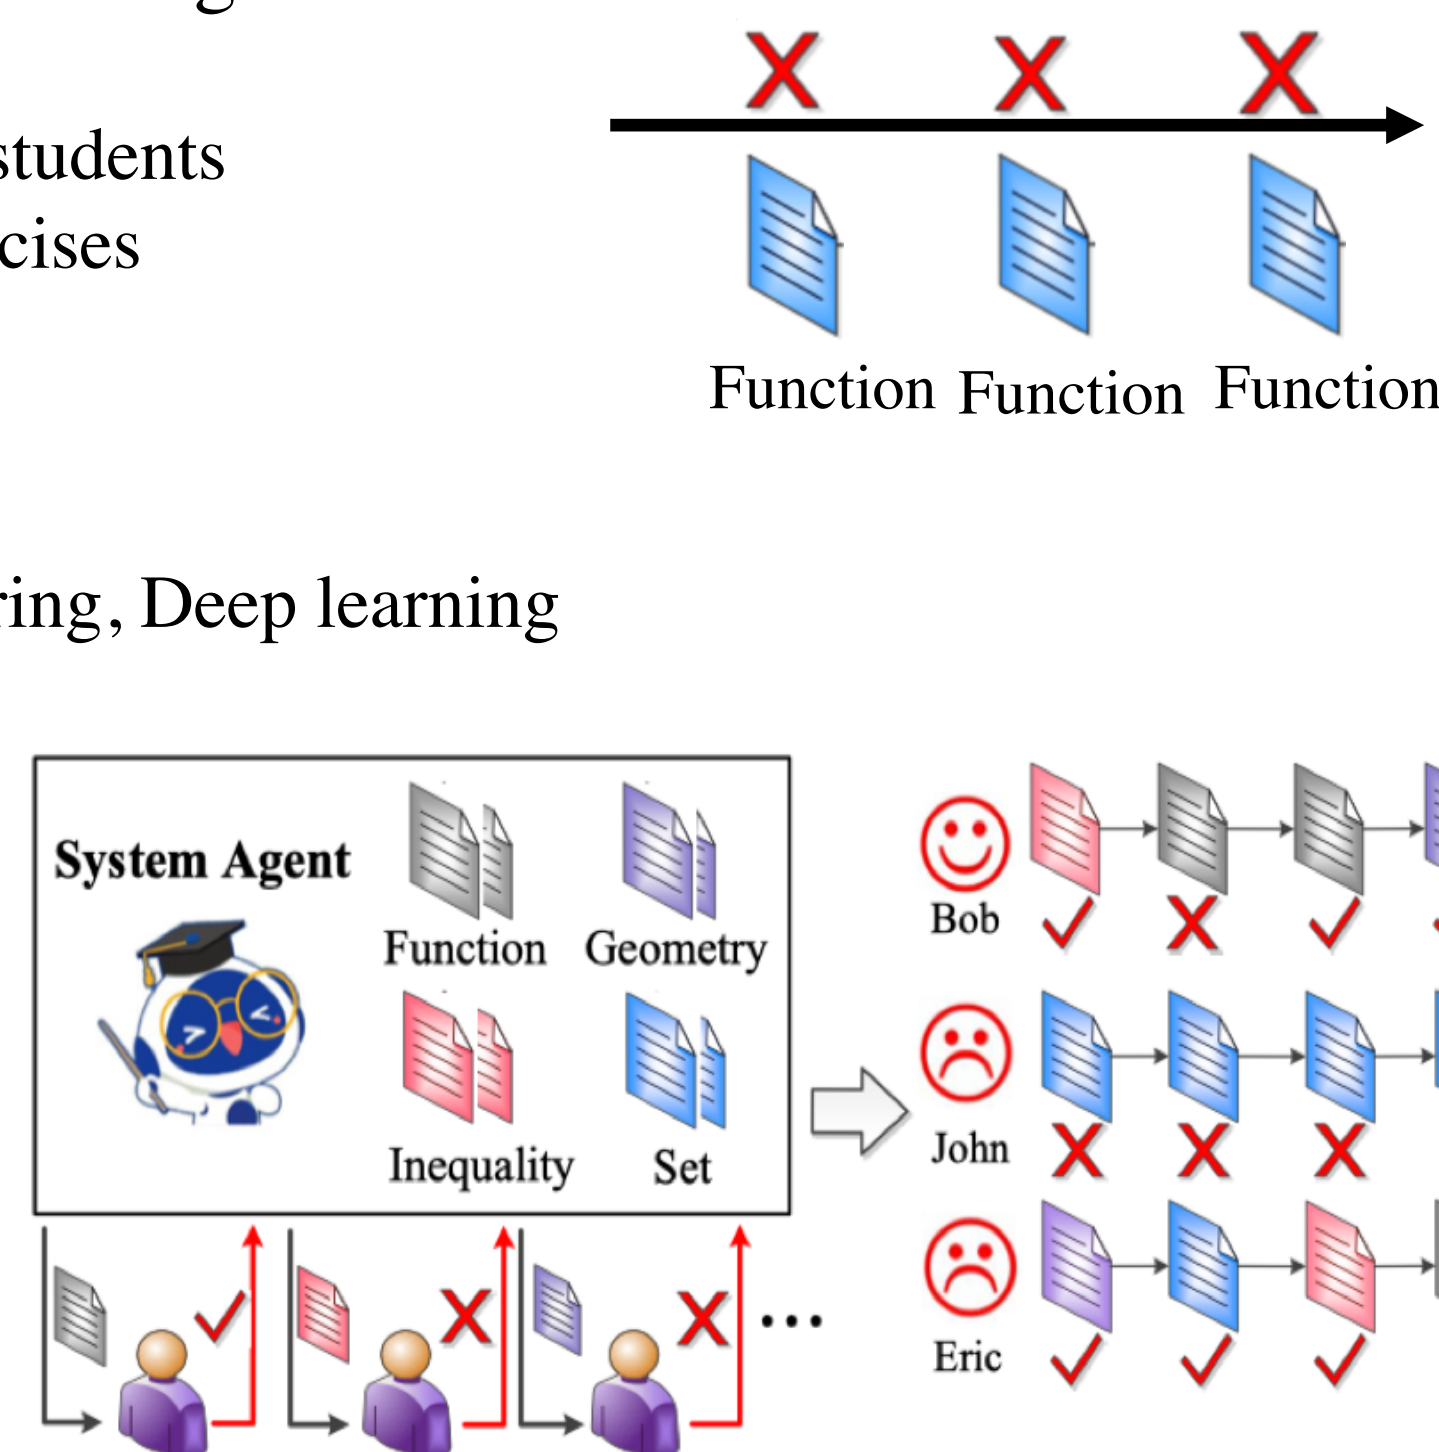 students
cises
Function Function Function
ring, Deep learning
System Agent
Function Geometry
Inequality Set
Bob
John
Eric
...